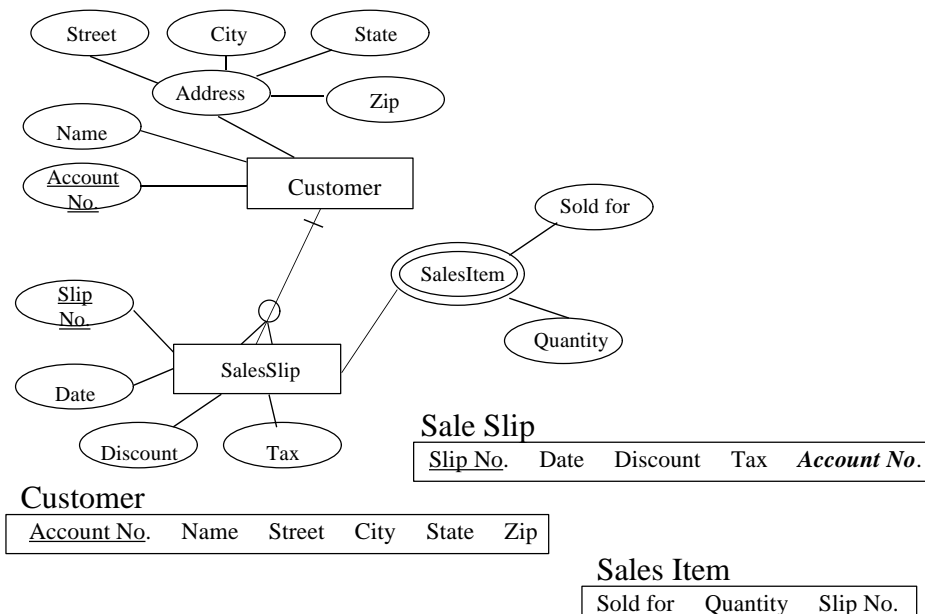 Street
City
State
Address
Zip
Name
Account
No.
Customer
Sold for
SalesItem
Slip
No.
Quantity
SalesSlip
Date
Discount
Tax
Sale Slip
Slip No. Date Discount Tax Account No.
Customer
Account No. Name Street City State Zip
Sales Item
Sold for Quantity Slip No.